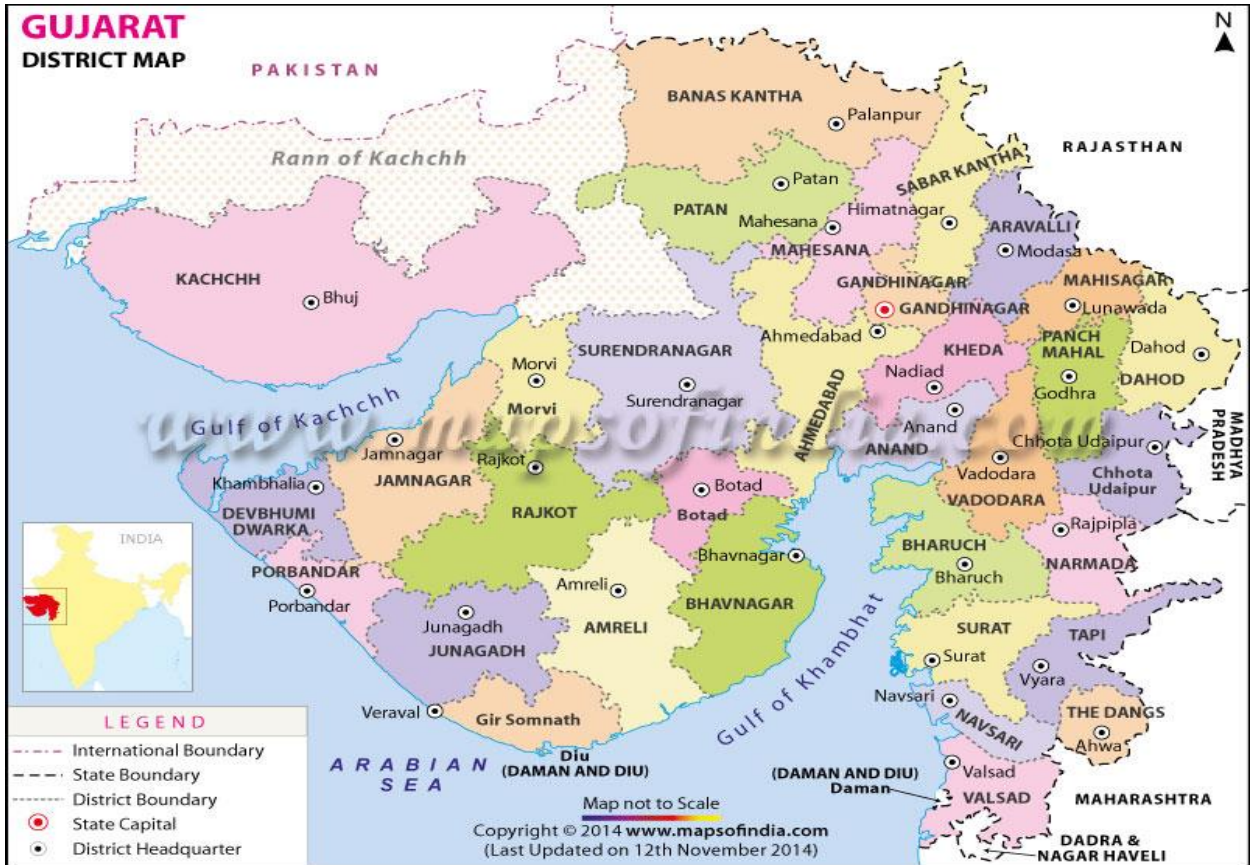 GUJARAT
DISTRICT MAP
N
PAKISTAN
BANAS KANTHA
Palanpur
RAJASTHAN
Rann of Kachchh
SABAR KANTHA
Patan
PATAN
Himatnagar
Mahesana
ARAVALLI
MAHESANA
Modasa
KACHCHH
Bhuj
GANDHINAGAR
MAHISAGAR
GANDHINAGAR
Lunawada
Ahmedabad
PANCH
MAHAL
SURENDRANAGAR
KHEDA
Dahod
Morvi
Nadiad
DAHOD
Godhra
Surendranagar
Morvi
Gulf of Kachchh
AHMEDABAD
www.mapsofindia.com
Anand
ANAND
MADHYA
PRADESH
Chhota Udaipur
Jamnagar
Rajkot
Vadodara
Chhota
Udaipur
JAMNAGAR
Khambhalia
Botad
VADODARA
DEVBHUMI
DWARKA
RAJKOT
Botad
Rajpipla
INDIA
BHARUCH
Bhavnagar
Bharuch
NARMADA
PORBANDAR
Porbandar
Amreli
BHAVNAGAR
Junagadh
JUNAGADH
AMRELI
SURAT
TAPI
Surat
Vyara
Gulf of Khambhat
Navsari
NAVSARI
THE DANGS
Ahwa
Veraval
Gir Somnath
LEGEND
International Boundary
State Boundary
District Boundary
State Capital
District Headquarter
ARABIAN
SEA
Diu
(DAMAN AND DIU)
(DAMAN AND DIU)
Daman
Valsad
VALSAD
MAHARASHTRA
DADRA &
NAGAR HAVELI
Map not to Scale
Copyright © 2014 www.mapsofindia.com
(Last Updated on 12th November 2014)